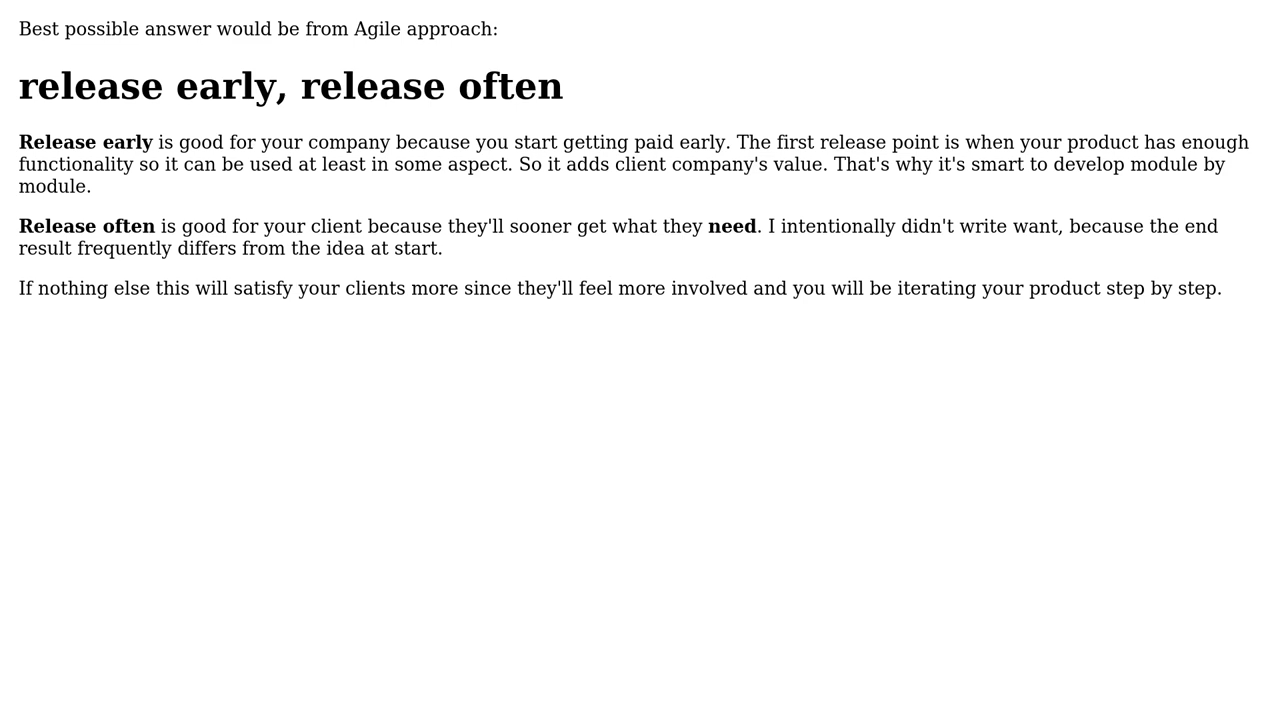 Best possible answer would be from Agile approach:
release early, release often
Release early is good for your company because you start getting paid early. The first release point is when your product has enough
functionality so it can be used at least in some aspect. So it adds client company's value. That's why it's smart to develop module by
module.
Release often is good for your client because they'll sooner get what they need. I intentionally didn't write want, because the end
result frequently differs from the idea at start.
If nothing else this will satisfy your clients more since they'll feel more involved and you will be iterating your product step by step.